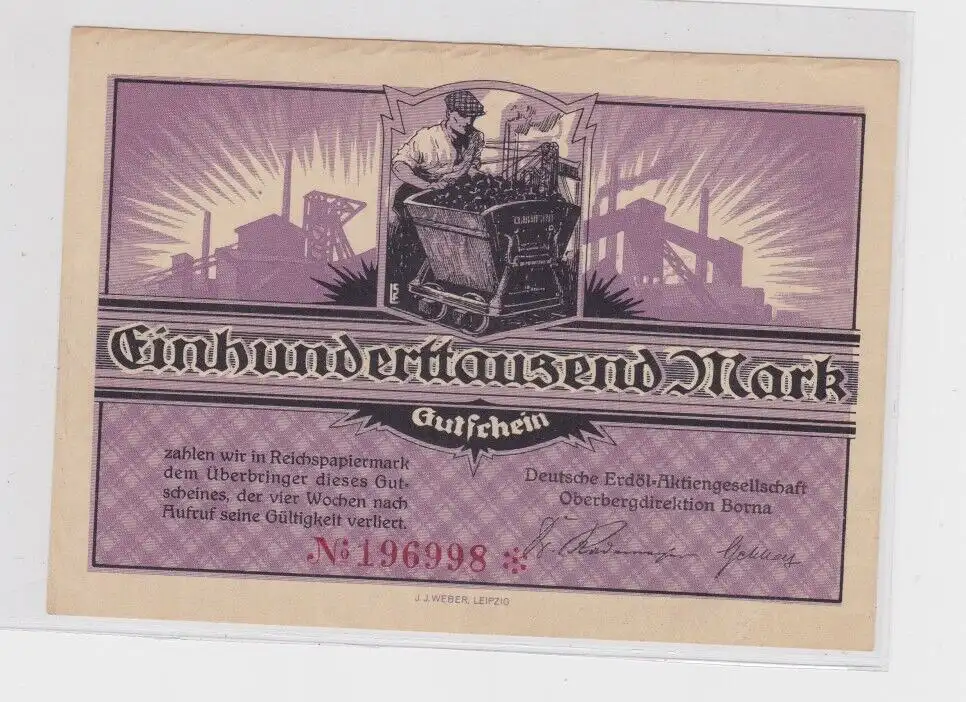 Einhunderttausend Mark
Gutschein
zahlen wir in Reichspapiermark
dem Überbringer dieses Gut-
scheines, der vier Wochen nach
Aufruf seine Gültigkeit verliert.
Deutsche Erdöl-Aktiengesellschaft
Oberbergdirektion Borna
№ 196998 *
J. J. WEBER, LEIPZIG